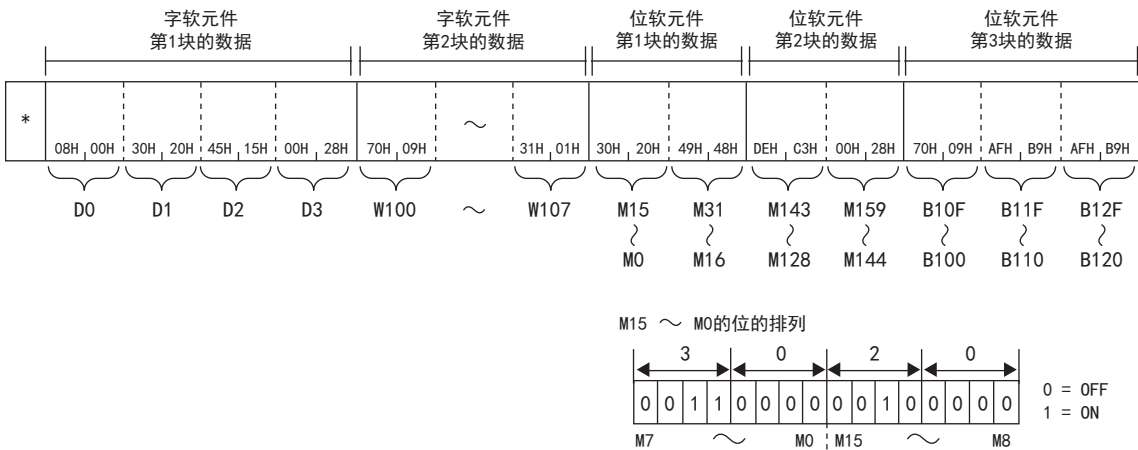 字软元件 字软元件 位软元件 位软元件 位软元件
第1块的数据 第2块的数据 第1块的数据 第2块的数据 第3块的数据
*
08H 00H 30H 20H 45H 15H 00H 28H 70H 09H ～ 31H 01H 30H 20H 49H 48H DEH C3H 00H 28H 70H 09H AFH B9H AFH B9H
D0 D1 D2 D3 W100 ～ W107 M15 M31 M143 M159 B10F B11F B12F
～ ～ ～ ～ ～ ～ ～
M0 M16 M128 M144 B100 B110 B120
M15 ～ M0的位的排列
3 0 2 0
0 0 1 1 0 0 0 0 0 0 1 0 0 0 0 0
0 = OFF
1 = ON
M7 ～ M0 M15 ～ M8